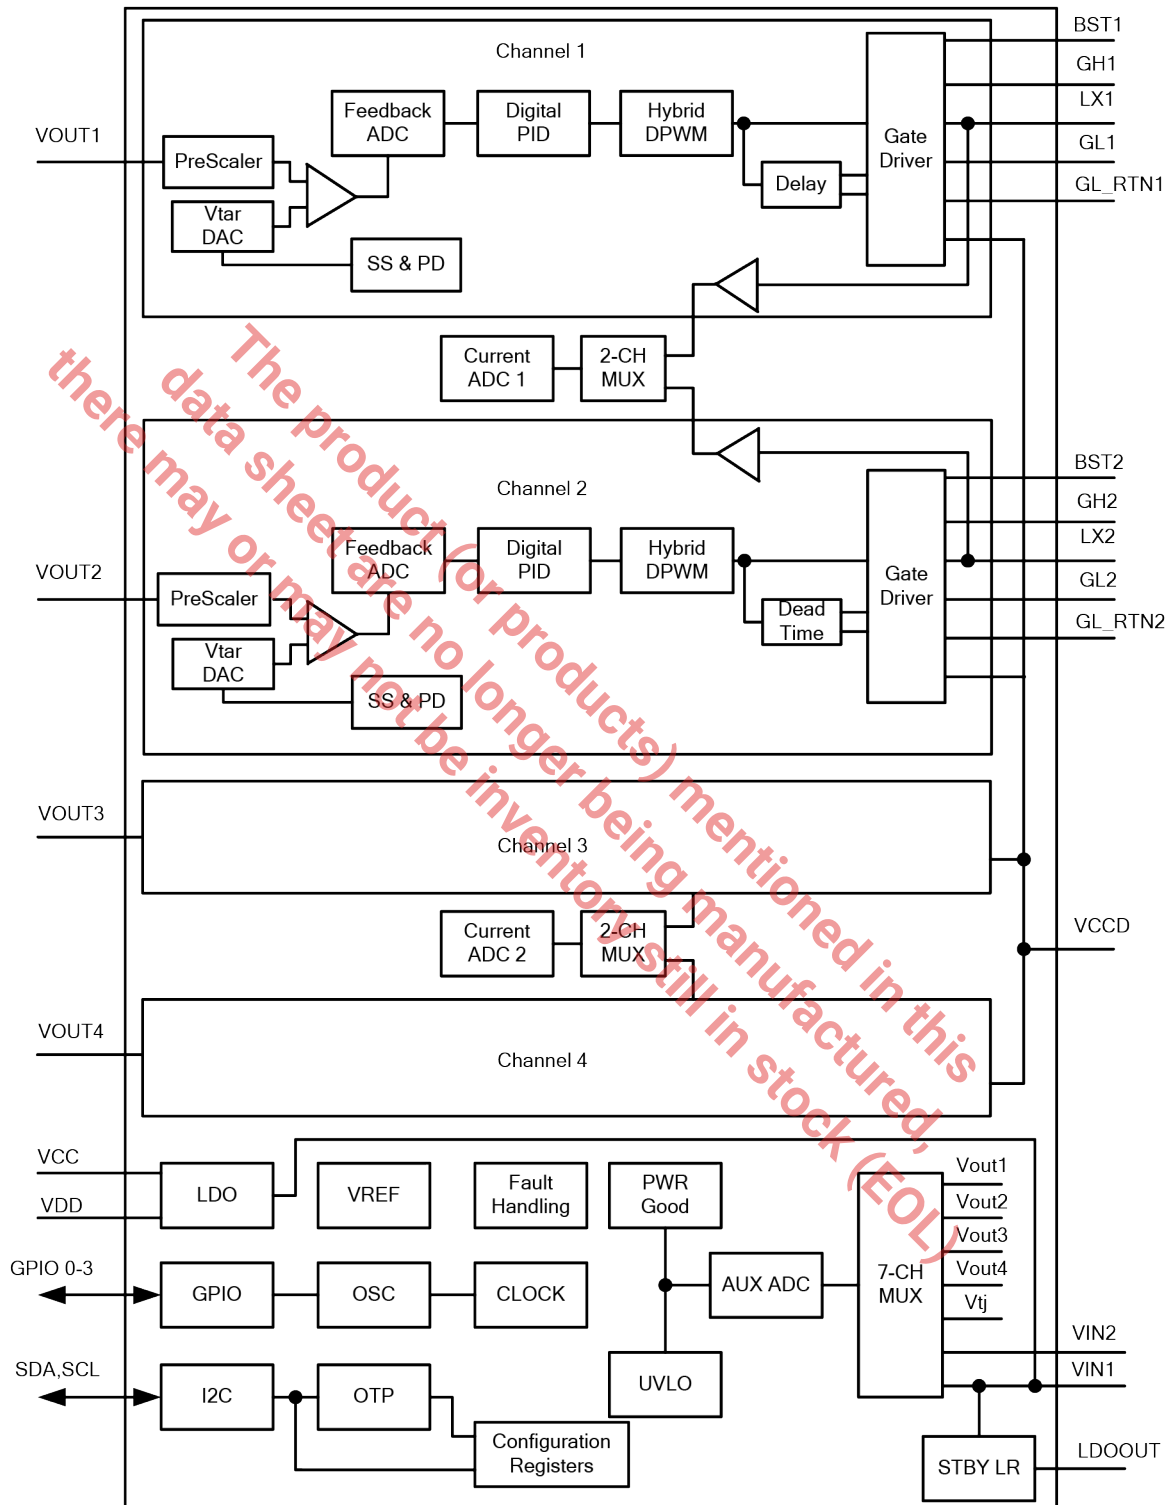 BST1
Channel 1
GH1
LX1
Feedback
ADC
Digital
PID
Hybrid
DPWM
VOUT1
Gate
Driver
GL1
PreScaler
Delay
GL_RTN1
Vtar
DAC
SS & PD
Current
ADC 1
2-CH
MUX
BST2
Channel 2
GH2
LX2
Feedback
ADC
Digital
PID
Hybrid
DPWM
VOUT2
Gate
Driver
GL2
PreScaler
Dead
Time
GL_RTN2
Vtar
DAC
SS & PD
VOUT3
Channel 3
Current
ADC 2
2-CH
MUX
VCCD
VOUT4
Channel 4
VCC
VDD
LDO
VREF
Fault
Handling
PWR
Good
Vout1
Vout2
Vout3
Vout4
Vtj
GPIO 0-3
GPIO
OSC
CLOCK
AUX ADC
7-CH
MUX
VIN2
VIN1
SDA,SCL
I2C
OTP
UVLO
Configuration
Registers
STBY LR
LDOOUT
The product (or products) mentioned in this
data sheet are no longer being manufactured,
there may or may not be inventory still in stock (EOL)